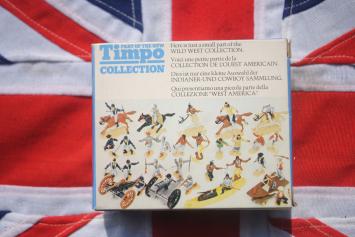 PART OF THE NEW
Timpo
COLLECTION
Here is just a small part of the
WILD WEST COLLECTION.
Voici une petite partie de la
COLLECTION DE L'OUEST AMERICAIN
Dies ist nur eine kleine Auswahl der
INDIANER-UND COWBOY SAMMLUNG.
Qui presentiamo una piccola parte della
COLLEZIONE "WEST AMERICA"